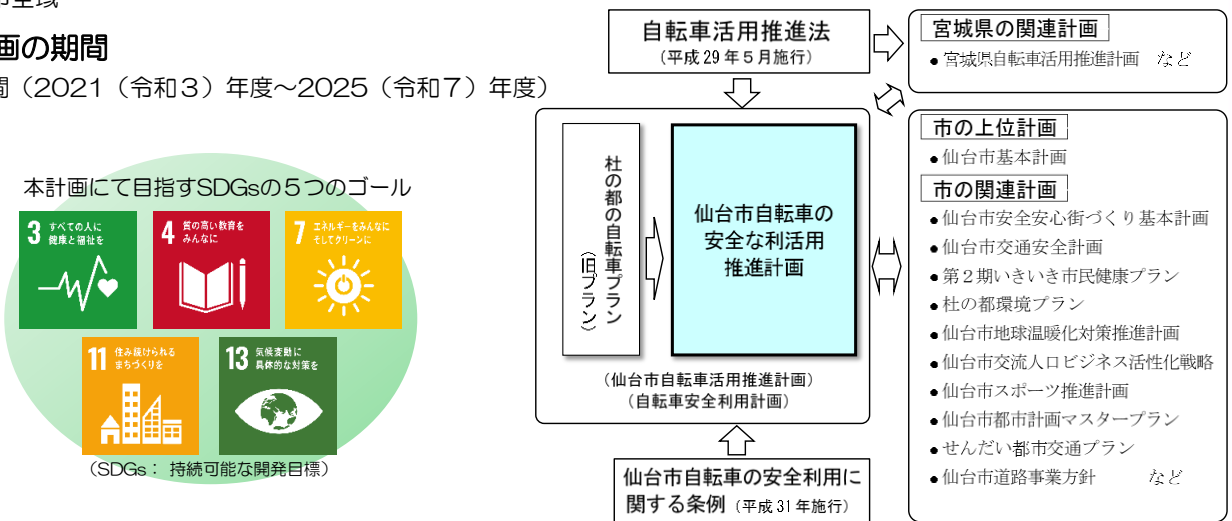 画の期間
間（2021（令和３）年度～2025（令和７）年度）
本計画にて目指すSDGsの５つのゴール
3 すべての人に
健康と福祉を
4 質の高い教育を
みんなに
7 エネルギーをみんなに
そしてクリーンに
11 住み続けられる
まちづくりを
13 気候変動に
具体的な対策を
（SDGs： 持続可能な開発目標）
自転車活用推進法
（平成29年５月施行）
杜の都の自転車プラン
（旧プラン）
仙台市自転車の
安全な利活用
推進計画
（仙台市自転車活用推進計画）
（自転車安全利用計画）
仙台市自転車の安全利用に
関する条例（平成31年施行）
宮城県の関連計画
●宮城県自転車活用推進計画　など
市の上位計画
●仙台市基本計画
市の関連計画
●仙台市安全安心街づくり基本計画
●仙台市交通安全計画
●第２期いきいき市民健康プラン
●杜の都環境プラン
●仙台市地球温暖化対策推進計画
●仙台市交流人口ビジネス活性化戦略
●仙台市スポーツ推進計画
●仙台市都市計画マスタープラン
●せんだい都市交通プラン
●仙台市道路事業方針　など